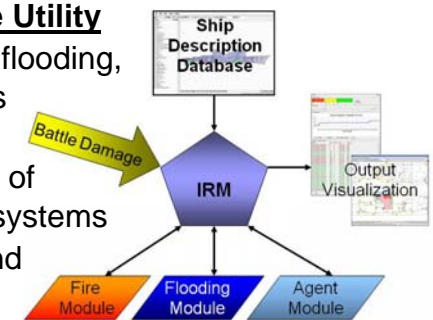 e Utility
flooding,
s
of
systems
nd
Ship
Description
Database
Battle Damage
IRM
Output
Visualization
Fire
Module
Flooding
Module
Agent
Module